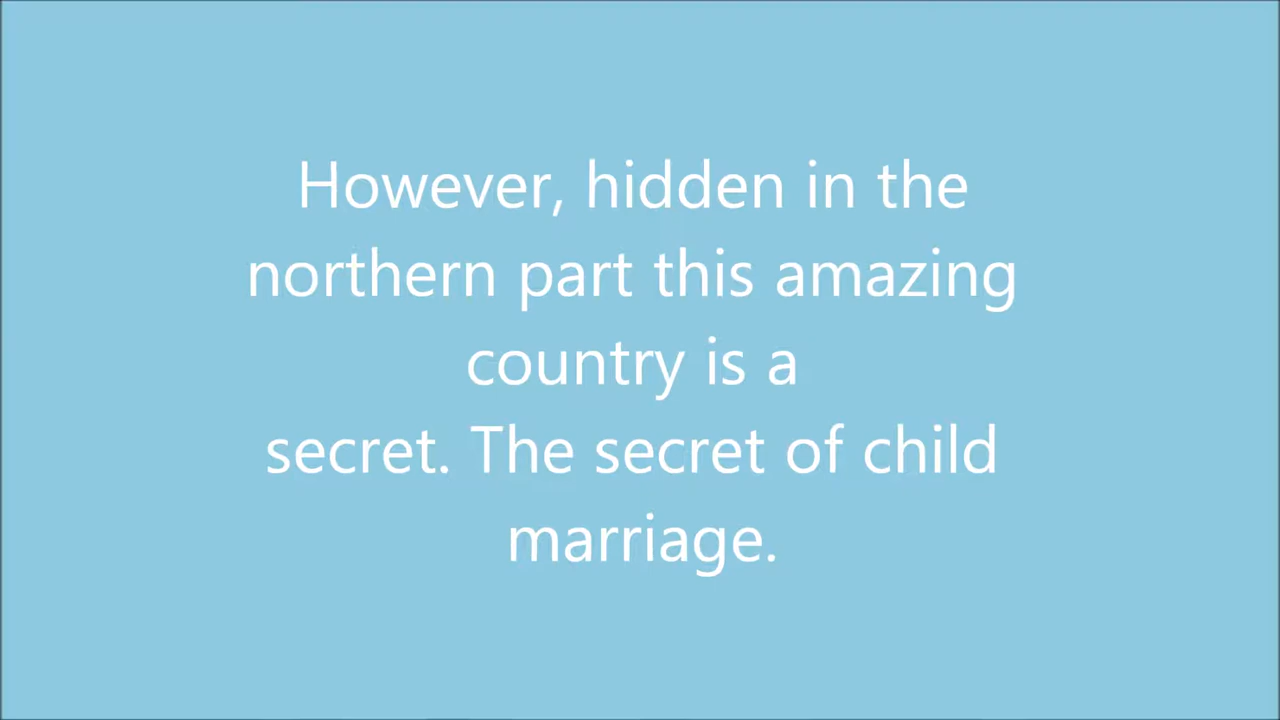 However, hidden in the
northern part this amazing
country is a
secret. The secret of child
marriage.